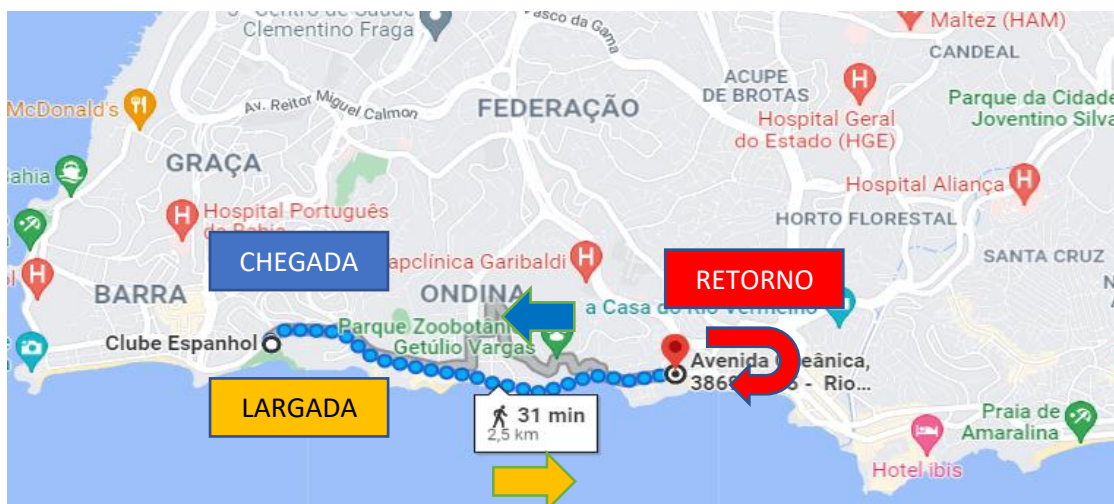 Centro de Saúde
Clementino Fraga
Vasco da Gama
Maltez (HAM)
CANDEAL
McDonald's
Av. Reitor Miguel Calmon
FEDERAÇÃO
ACUPE
DE BROTAS
Hospital Geral
do Estado (HGE)
Parque da Cidade
Joventino Silva
GRAÇA
Bahia
Hospital Português
da Bahia
Hospital Aliança
HORTO FLORESTAL
SANTA CRUZ
CHEGADA
apclínica Garibaldi
RETORNO
BARRA
ONDINA
a Casa do Rio Vermelho
Clube Espanhol
Parque Zoobotân
Getúlio Vargas
Avenida Oceânica,
Rio...
LARGADA
31 min
2,5 km
Praia de
Amaralina
Hotel ibis